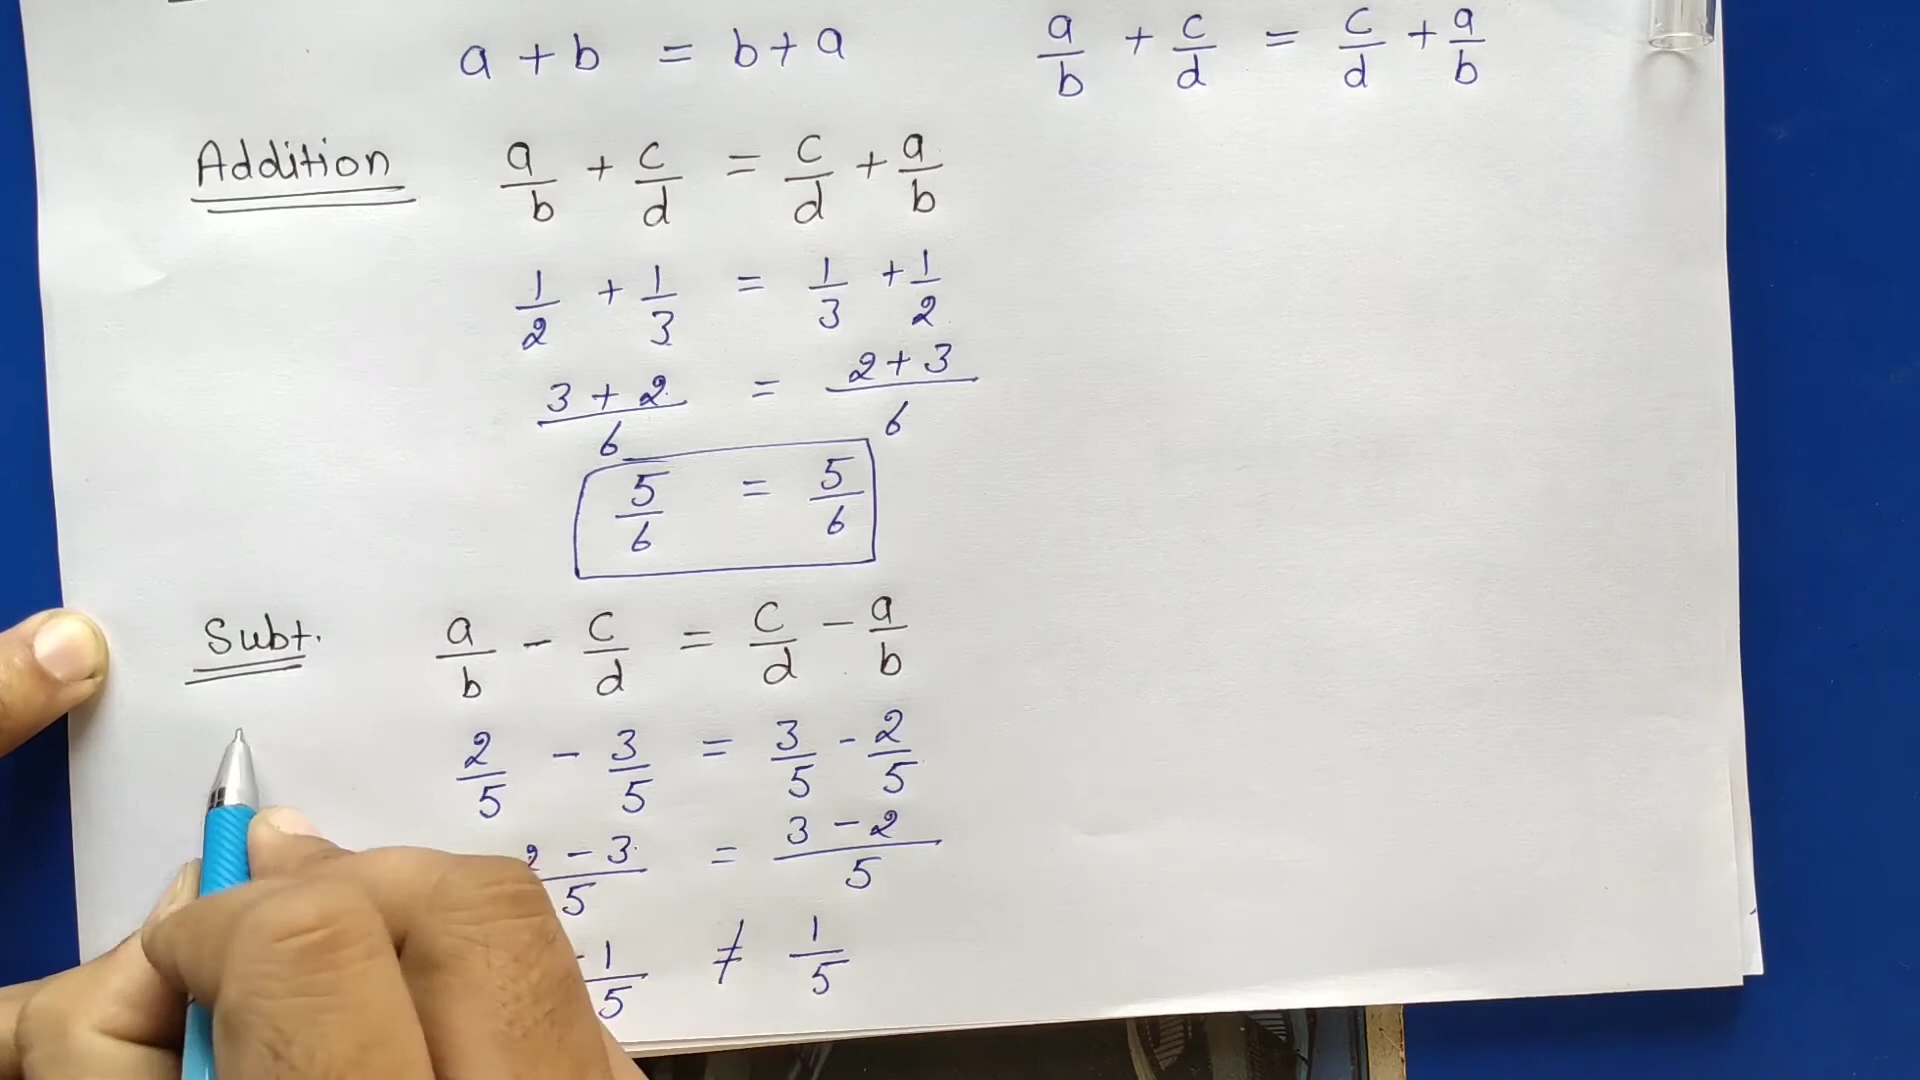 a + b = b + a
a/b + c/d = c/d + a/b
Addition a/b + c/d = c/d + a/b
1/2 + 1/3 = 1/3 + 1/2
3 + 2/6 = 2 + 3/6
5/6 = 5/6
Subt. a/b - c/d = c/d - a/b
2/5 - 3/5 = 3/5 - 2/5
2 - 3/5 = 3 - 2/5
-1/5 ≠ 1/5